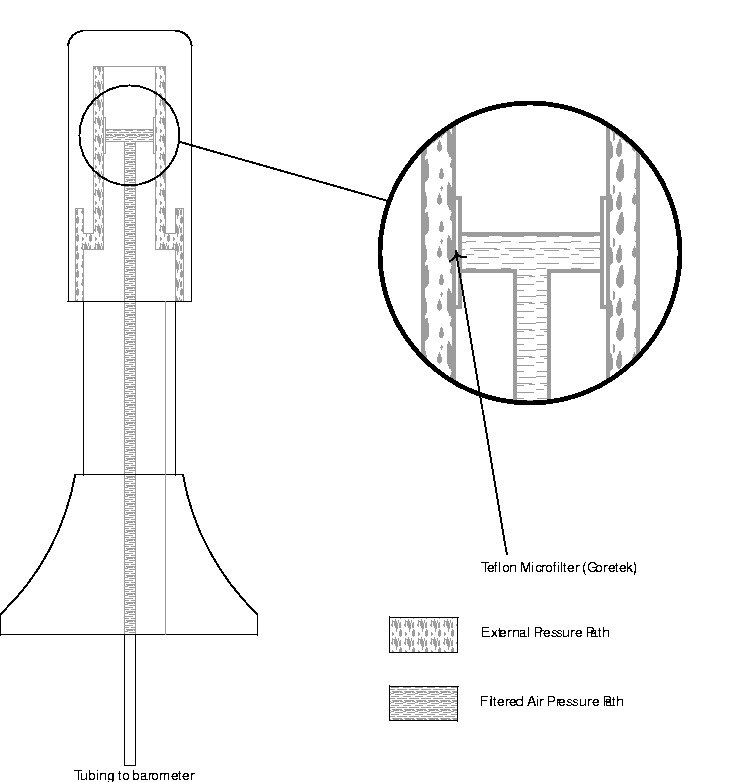 Teflon Microfilter (Goretek)
External Pressure Path
Filtered Air Pressure Path
Tubing to barometer